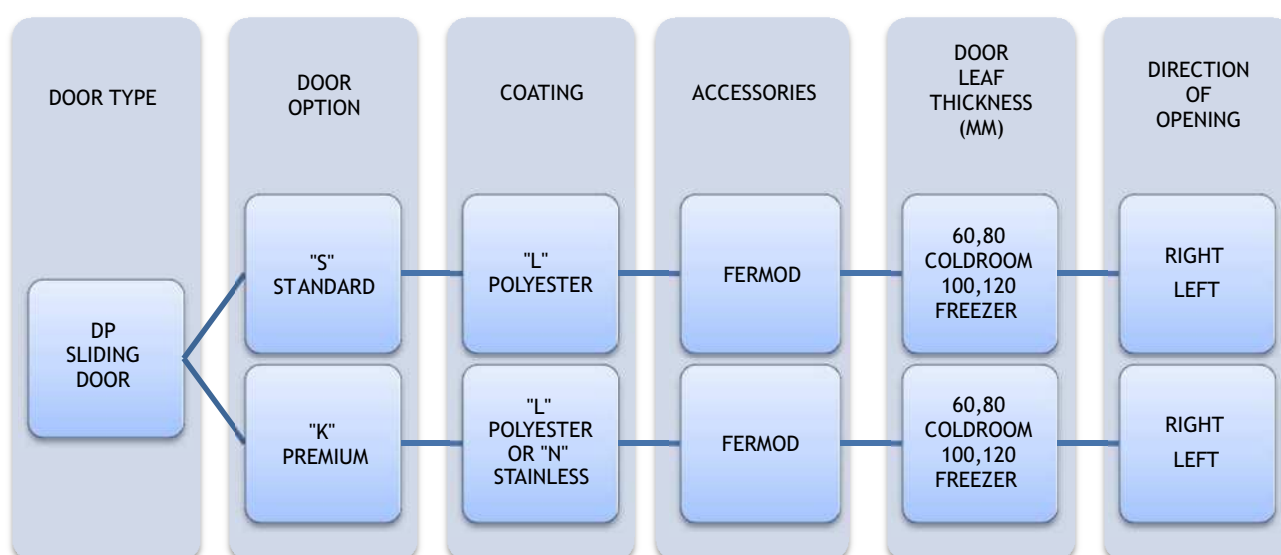 DOOR TYPE
DOOR
OPTION
COATING
ACCESSORIES
DOOR
LEAF
THICKNESS
(MM)
DIRECTION
OF
OPENING
DP
SLIDING
DOOR
"S"
STANDARD
"L"
POLYESTER
FERMOD
60,80
COLDROOM
100,120
FREEZER
RIGHT
LEFT
"K"
PREMIUM
"L"
POLYESTER
OR "N"
STAINLESS
FERMOD
60,80
COLDROOM
100,120
FREEZER
RIGHT
LEFT